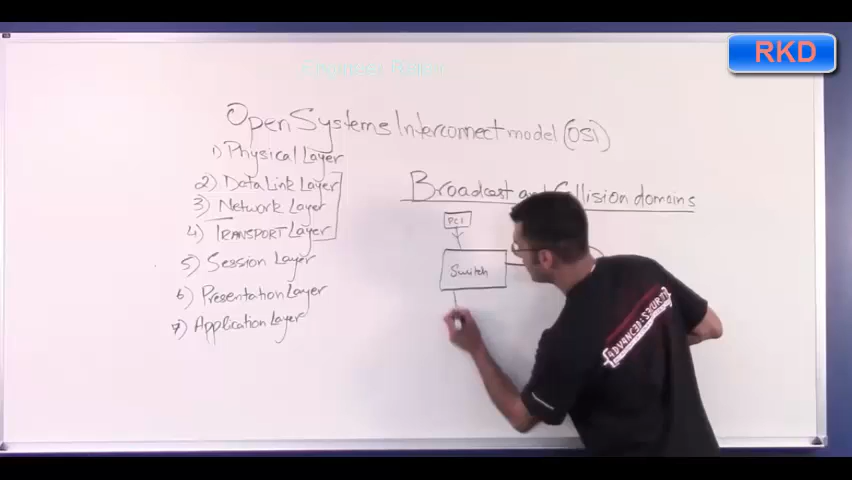 RKD
Open Systems Interconnect model (OSI)
1) Physical Layer
2) Data Link Layer
3) Network Layer
4) TRANSPORT Layer
5) Session Layer
6) Presentation Layer
7) Application Layer
Broadcast and Collision domains
PC1
Switch